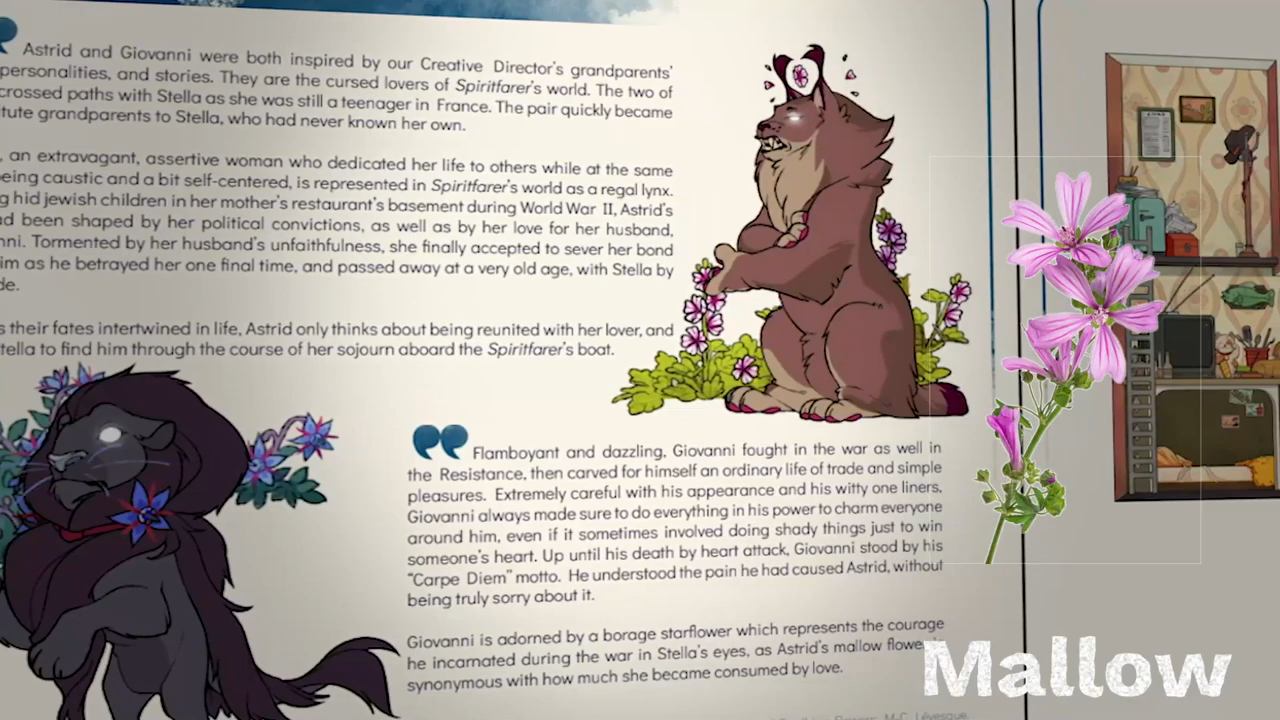 Astrid and Giovanni were both inspired by our Creative Director's grandparents'
personalities, and stories. They are the cursed lovers of Spiritfarer's world. The two of
crossed paths with Stella as she was still a teenager in France. The pair quickly became
grandparents to Stella, who had never known her own.
, an extravagant, assertive woman who dedicated her life to others while at the same
being caustic and a bit self-centered, is represented in Spiritfarer's world as a regal lynx.
hid jewish children in her mother's restaurant's basement during World War II, Astrid's
been shaped by her political convictions, as well as by her love for her husband,
Tormented by her husband's unfaithfulness, she finally accepted to sever her bond
as he betrayed her one final time, and passed away at a very old age, with Stella by
their fates intertwined in life, Astrid only thinks about being reunited with her lover, and
to find him through the course of her sojourn aboard the Spiritfarer's boat.
Flamboyant and dazzling, Giovanni fought in the war as well in
the Resistance, then carved for himself an ordinary life of trade and simple
pleasures. Extremely careful with his appearance and his witty one liners,
Giovanni always made sure to do everything in his power to charm everyone
around him, even if it sometimes involved doing shady things just to win
someone's heart. Up until his death by heart attack, Giovanni stood by his
"Carpe Diem" motto. He understood the pain he had caused Astrid, without
being truly sorry about it.
Giovanni is adorned by a borage starflower which represents the courage
he incarnated during the war in Stella's eyes, as Astrid's mallow
synonymous with how much she became consumed by love.
M-C. Lévesque.
Mallow